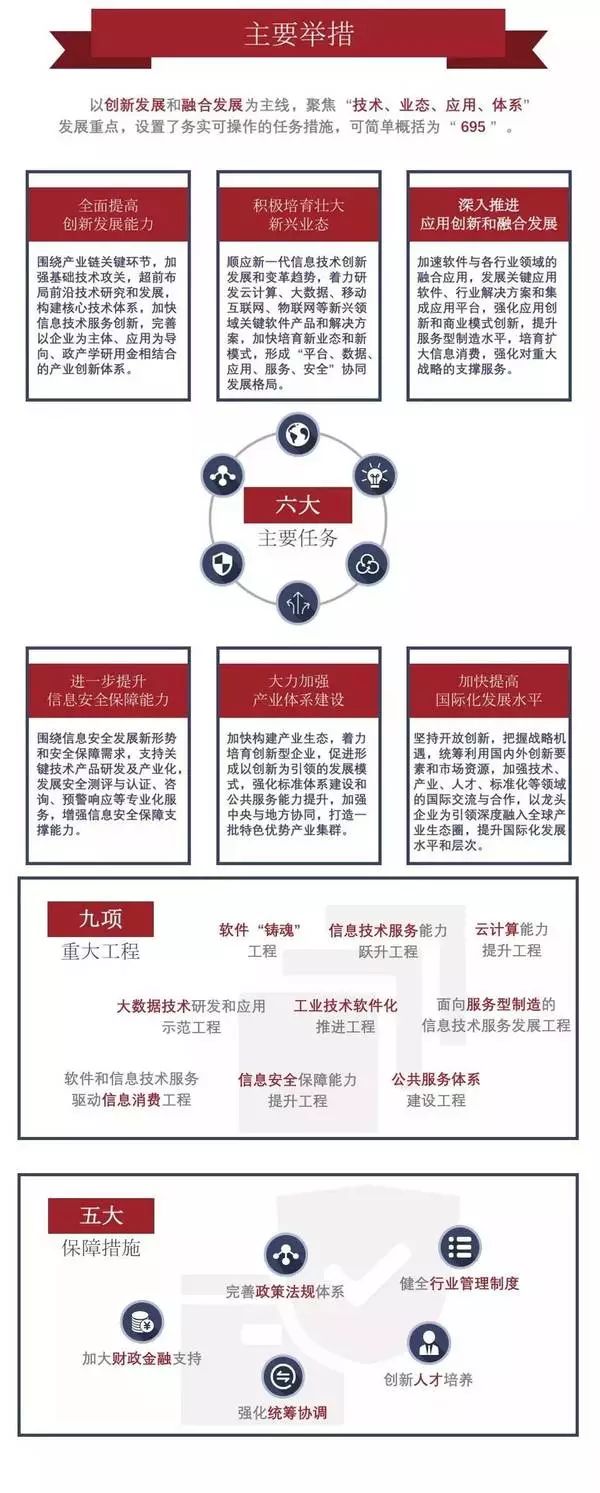 主要举措
以创新发展和融合发展为主线，聚焦“技术、业态、应用、体系”
发展重点，设置了务实可操作的任务措施，可简单概括为“ 695 ”。
全面提高
创新发展能力
围绕产业链关键环节，加
强基础技术攻关，超前布
局前沿技术研究和发展，
构建核心技术体系，加快
信息技术服务创新，完善
以企业为主体、应用为导
向、政产学研用金相结合
的产业创新体系。
积极培育壮大
新兴业态
顺应新一代信息技术创新
发展和变革趋势，着力研
发云计算、大数据、移动
互联网、物联网等新兴领
域关键软件产品和解决方
案，加快培育新业态和新
模式，形成“平台、数据、
应用、服务、安全”协同
发展格局。
深入推进
应用创新和融合发展
加速软件与各行业领域的
融合应用，发展关键应用
软件、行业解决方案和集
成应用平台，强化应用创
新和商业模式创新，提升
服务型制造水平，培育扩
大信息消费，强化对重大
战略的支撑服务。
六大
主要任务
进一步提升
信息安全保障能力
围绕信息安全发展新形势
和安全保障需求，支持关
键技术产品研发及产业化，
发展安全测评与认证、咨
询、预警响应等专业化服
务，增强信息安全保障支
撑能力。
大力加强
产业体系建设
加快构建产业生态，着力
培育创新型企业，促进形
成以创新为引领的发展模
式，强化标准体系建设和
公共服务能力提升，加强
中央与地方协同，打造一
批特色优势产业集群。
加快提高
国际化发展水平
坚持开放创新，把握战略机
遇，统筹利用国内外创新要
素和市场资源，加强技术、
产业、人才、标准化等领域
的国际交流与合作，以龙头
企业为引领深度融入全球产
业生态圈，提升国际化发展
水平和层次。
九项
重大工程
软件“铸魂”
工程
信息技术服务能力
跃升工程
云计算能力
提升工程
大数据技术研发和应用
示范工程
工业技术软件化
推进工程
面向服务型制造的
信息技术服务发展工程
软件和信息技术服务
驱动信息消费工程
信息安全保障能力
提升工程
公共服务体系
建设工程
五大
保障措施
完善政策法规体系
健全行业管理制度
加大财政金融支持
创新人才培养
强化统筹协调